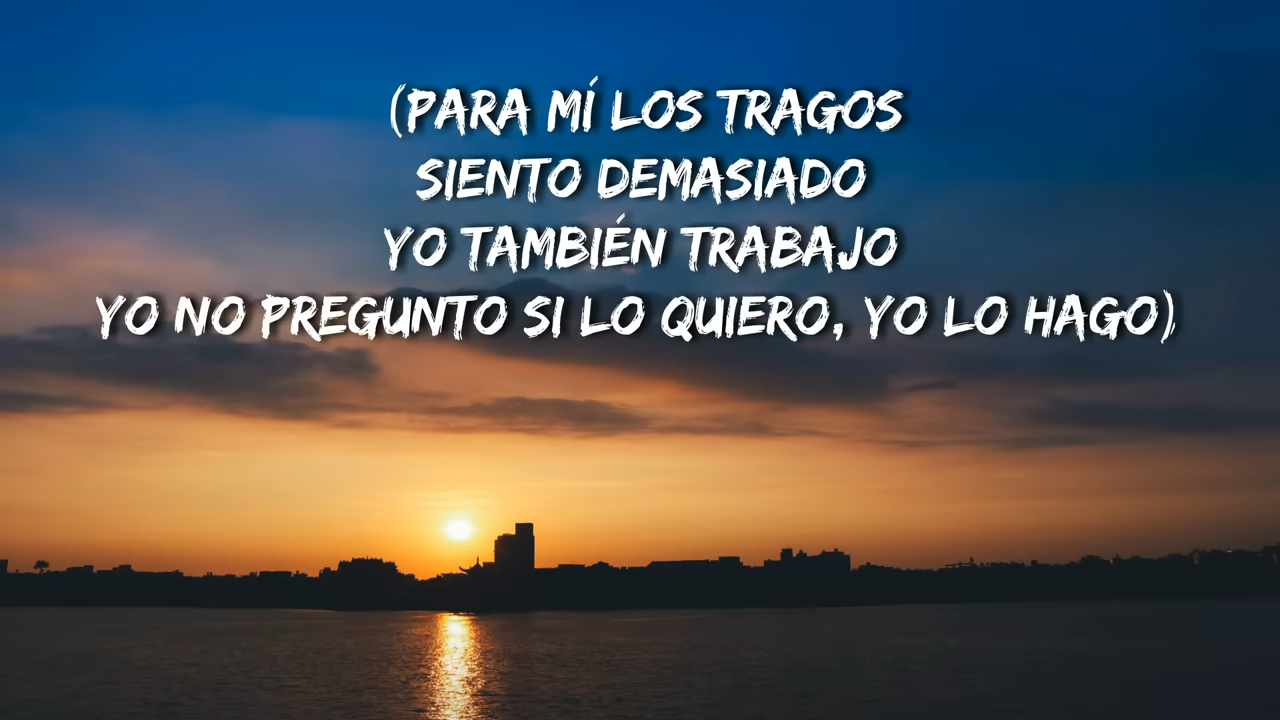 (PARA MÍ LOS TRAGOS
SIENTO DEMASIADO
YO TAMBIÉN TRABAJO
YO NO PREGUNTO SI LO QUIERO, YO LO HAGO)